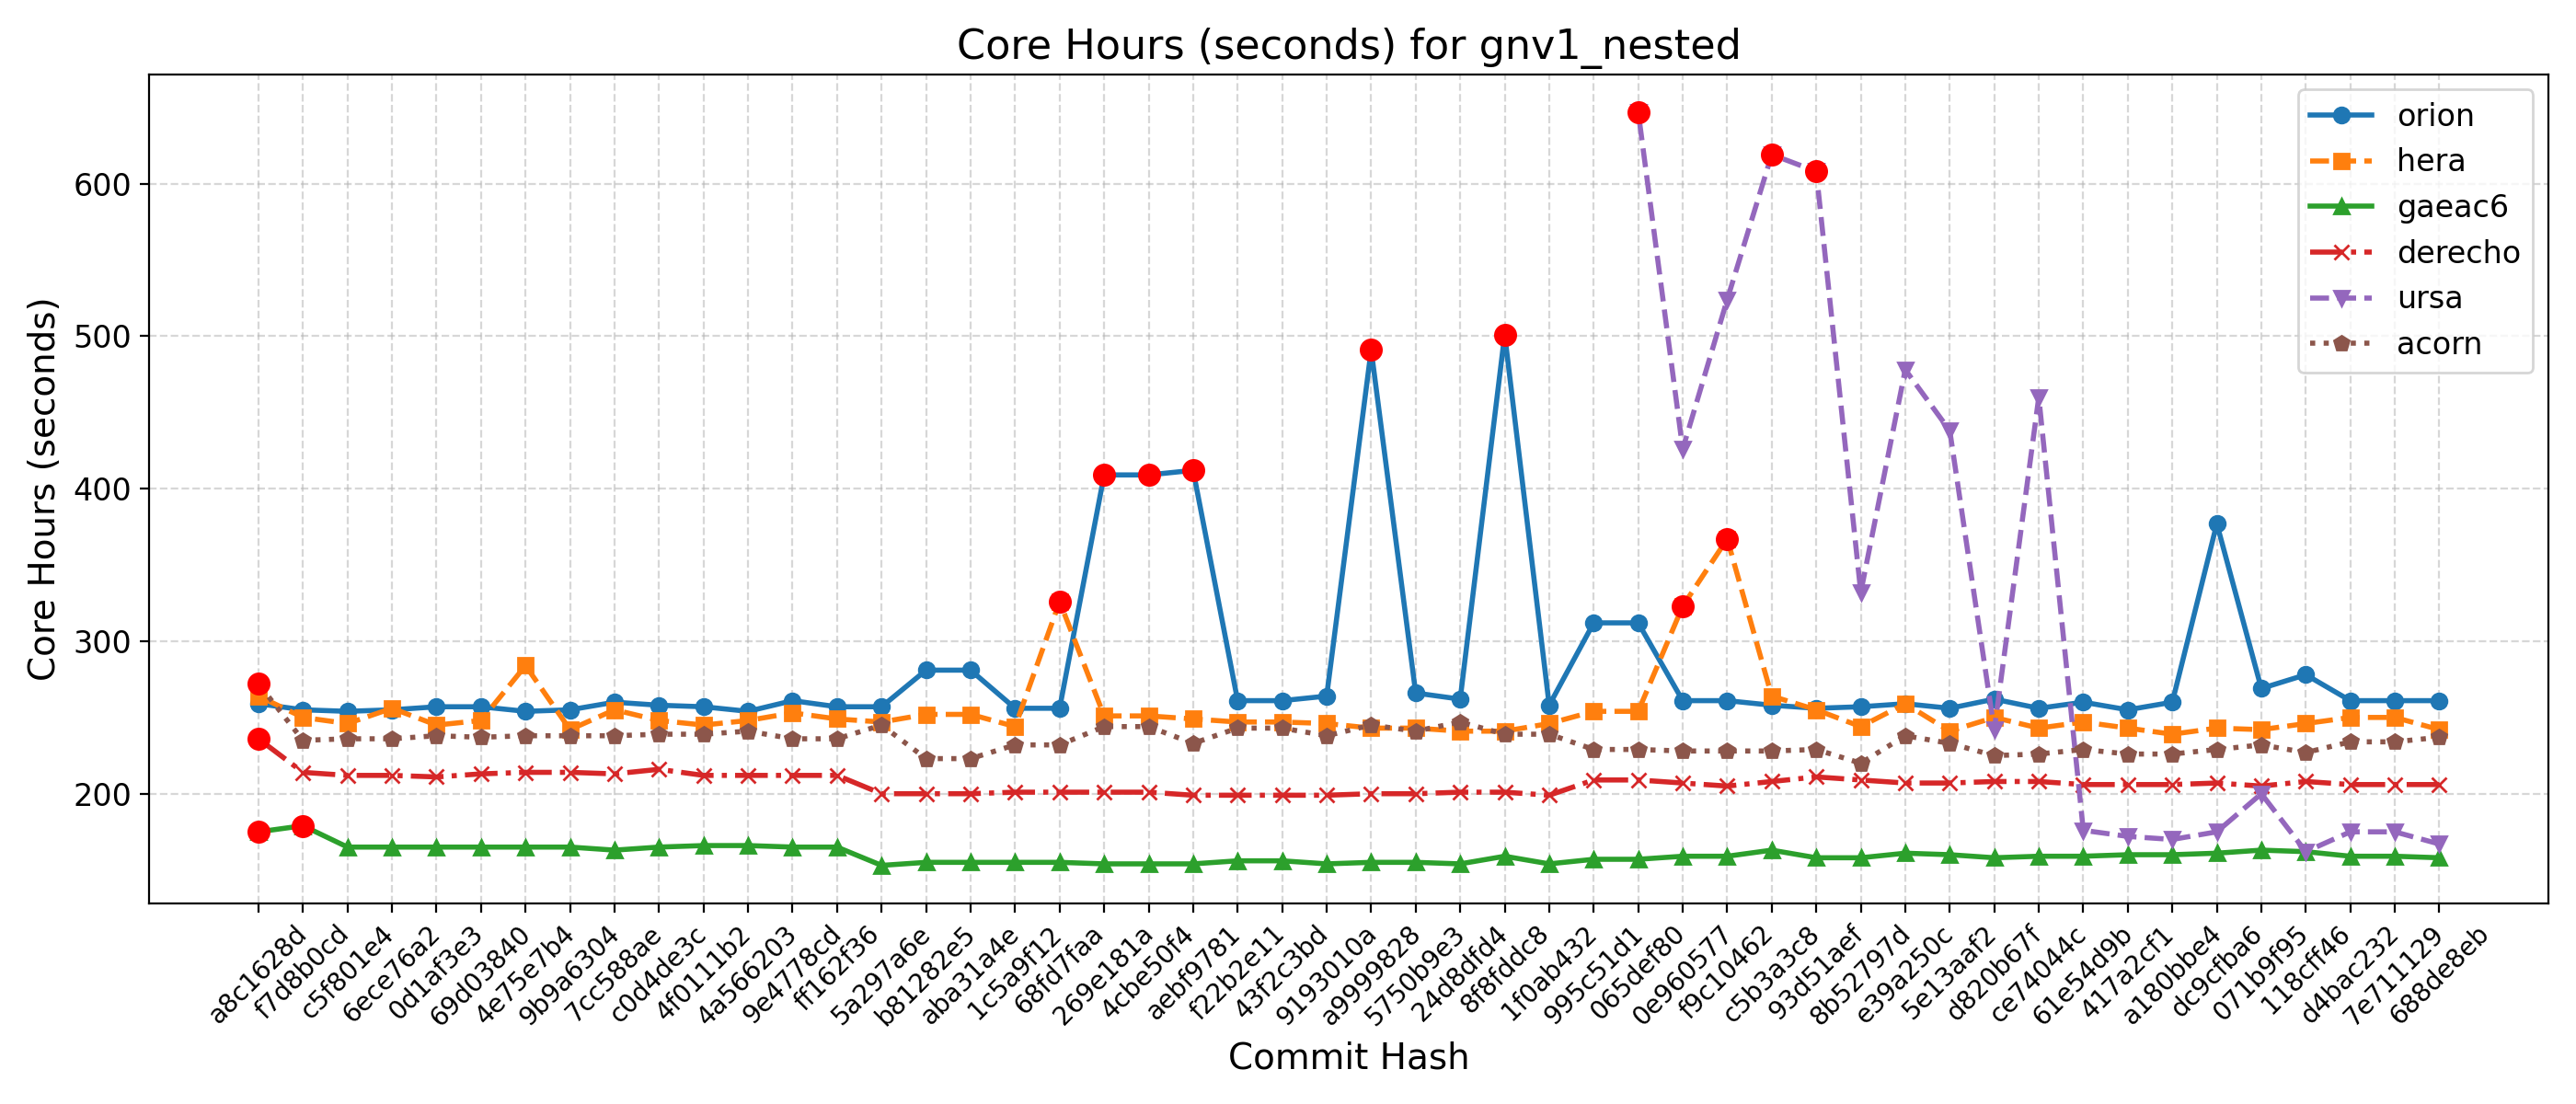 Core Hours (seconds) for gnv1_nested
Core Hours (seconds)
600
500
400
300
200
orion
hera
gaeac6
derecho
ursa
acorn
a8c1628d
f7d8b0cd
c5f801e4
6ece76a2
0d1af3e3
69d03840
4e75e7b4
9b9a6304
7cc588ae
c0d4de3c
4f0111b2
4a566203
9e4778cd
ff162f36
5a297a6e
b81282e5
aba31a4e
1c5a9f12
68fd7faa
269e181a
4cbe50f4
aebf9781
f22b2e11
43f2c3bd
9193010a
a9999828
5750b9e3
24d8dfd4
8f8fddc8
1f0ab432
995c51d1
065def80
0e960577
f9c10462
c5b3a3c8
93d51aef
8b52797d
e39a250c
5e13aaf2
d820b67f
ce74044c
61e54d9b
417a2cf1
a180bbe4
dc9cfba6
071b9f95
118cff46
d4bac232
7e711129
688de8eb
Commit Hash